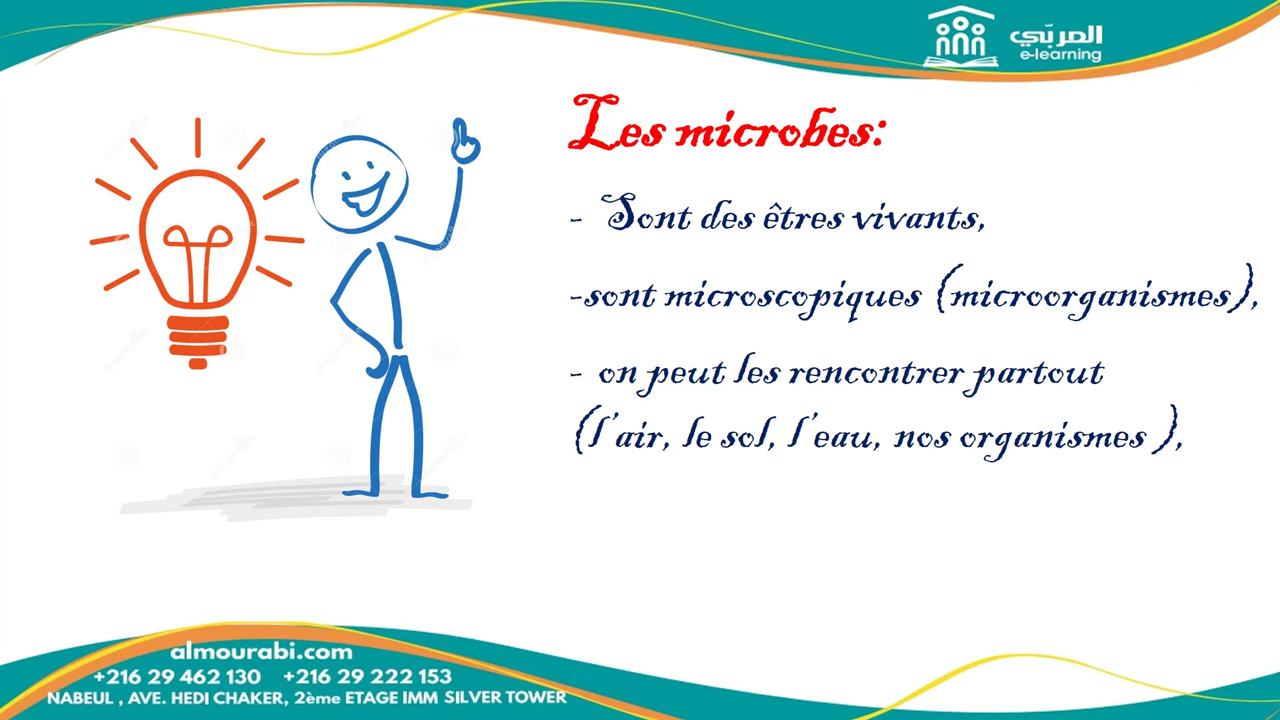 المربّي
e-learning
Les microbes:
- Sont des êtres vivants,
-sont microscopiques (microorganismes),
- on peut les rencontrer partout
(l'air, le sol, l'eau, nos organismes ),
almourabi.com
+216 29 462 130 +216 29 222 153
NABEUL , AVE. HEDI CHAKER, 2ème ETAGE IMM SILVER TOWER